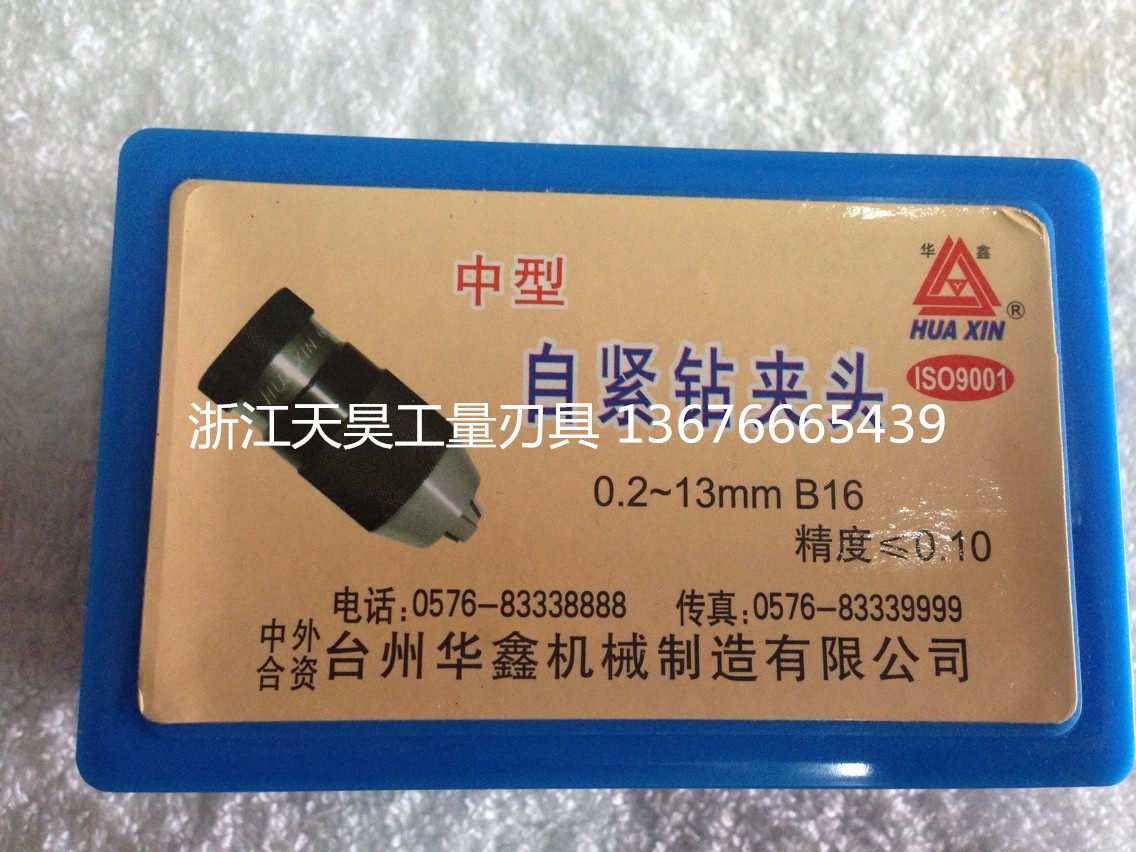 华 鑫
HUA XIN ®
ISO9001
中型
自紧钻夹头
HUA XIN
浙江天昊工量刃具 13676665439
0.2~13mm B16
精度≤0.10
电话:0576-83338888 传真:0576-83339999
中外合资 台州华鑫机械制造有限公司